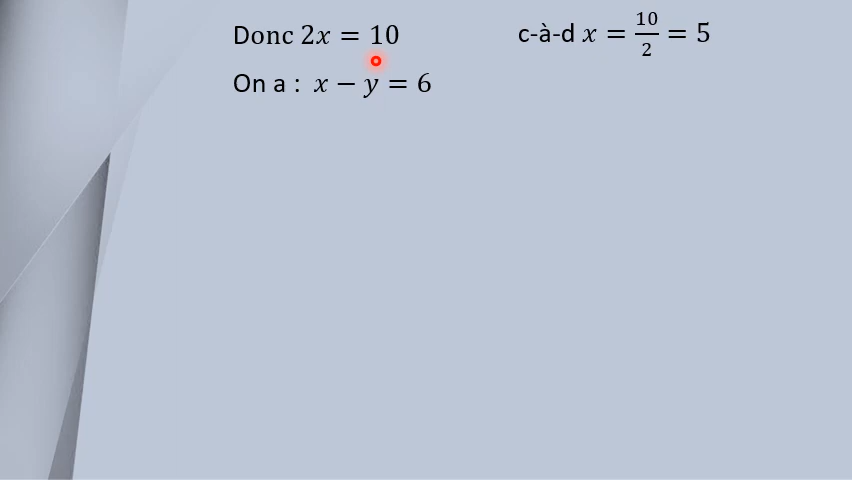 Donc 2x = 10 c-à-d x = 10/2 = 5
On a : x − y = 6